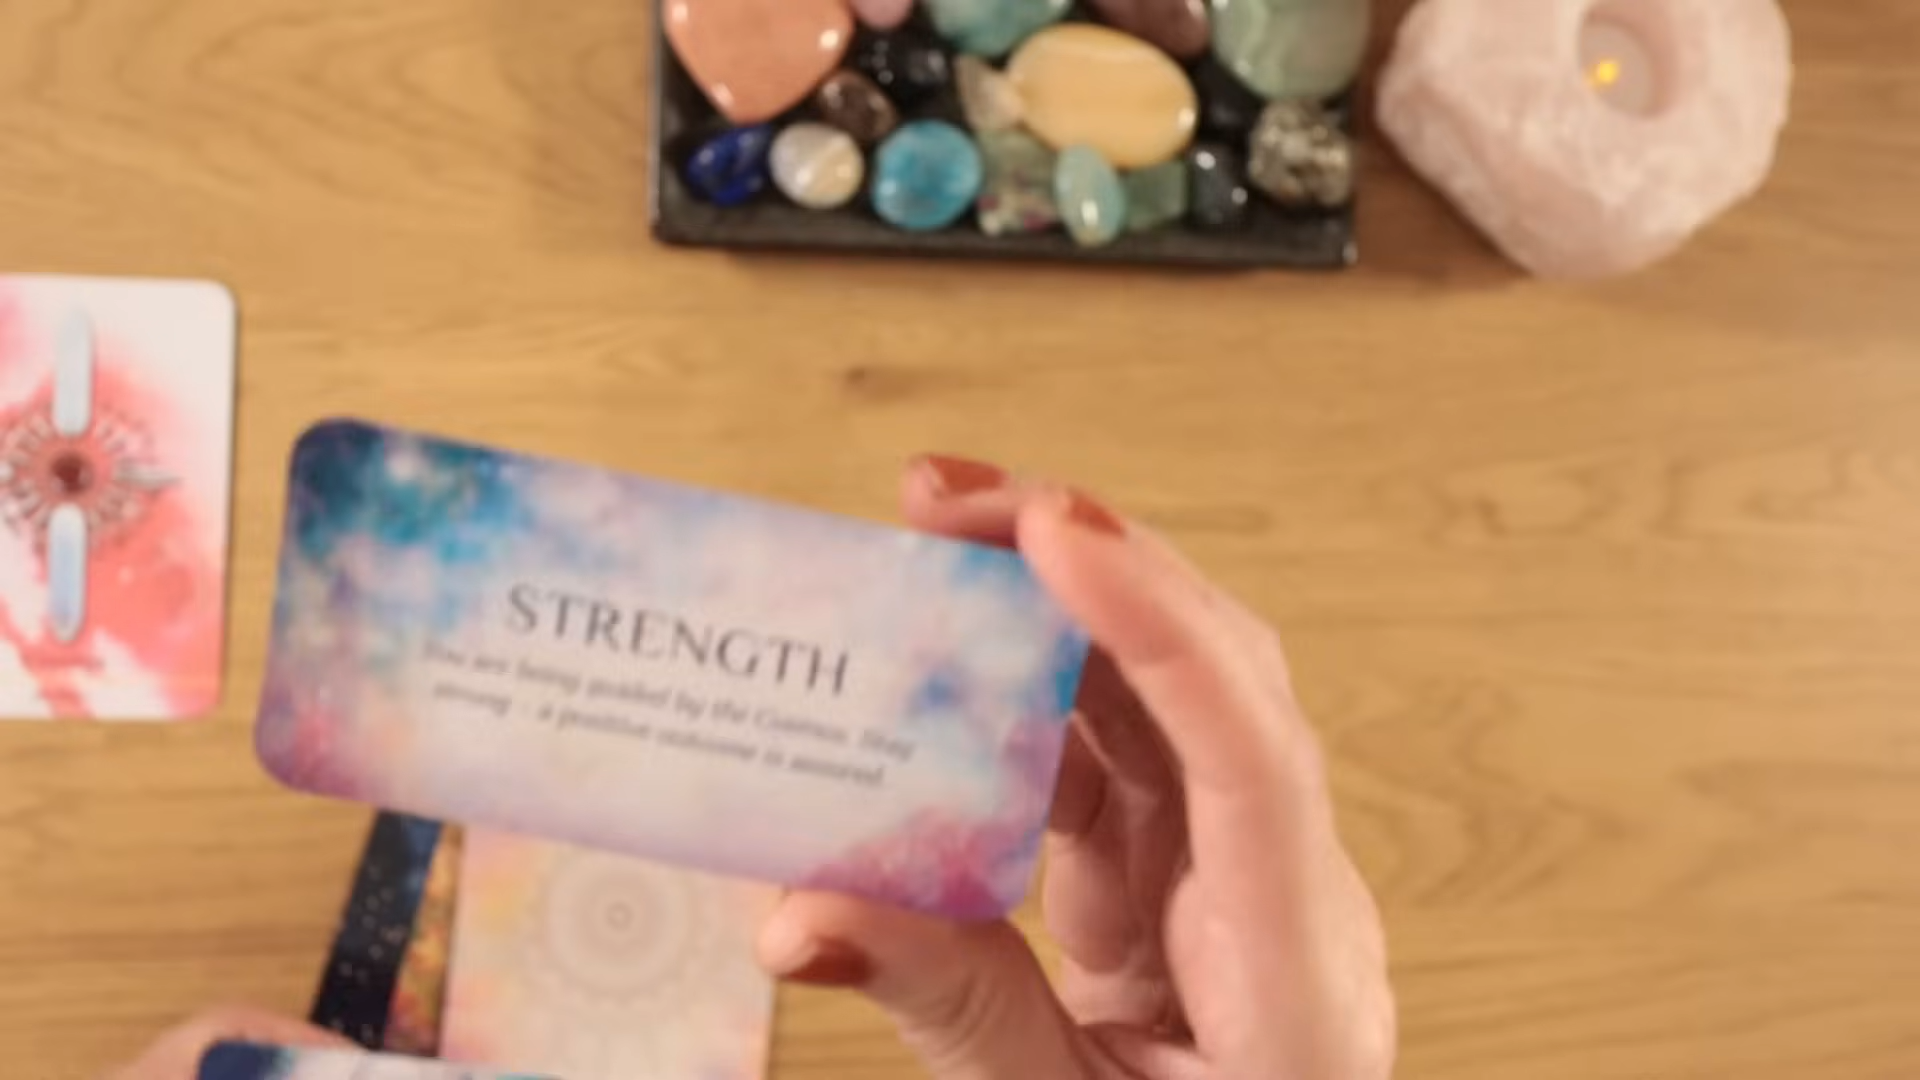 STRENGTH
You are being guided by the Cosmos. Stay
strong - a positive outcome is assured